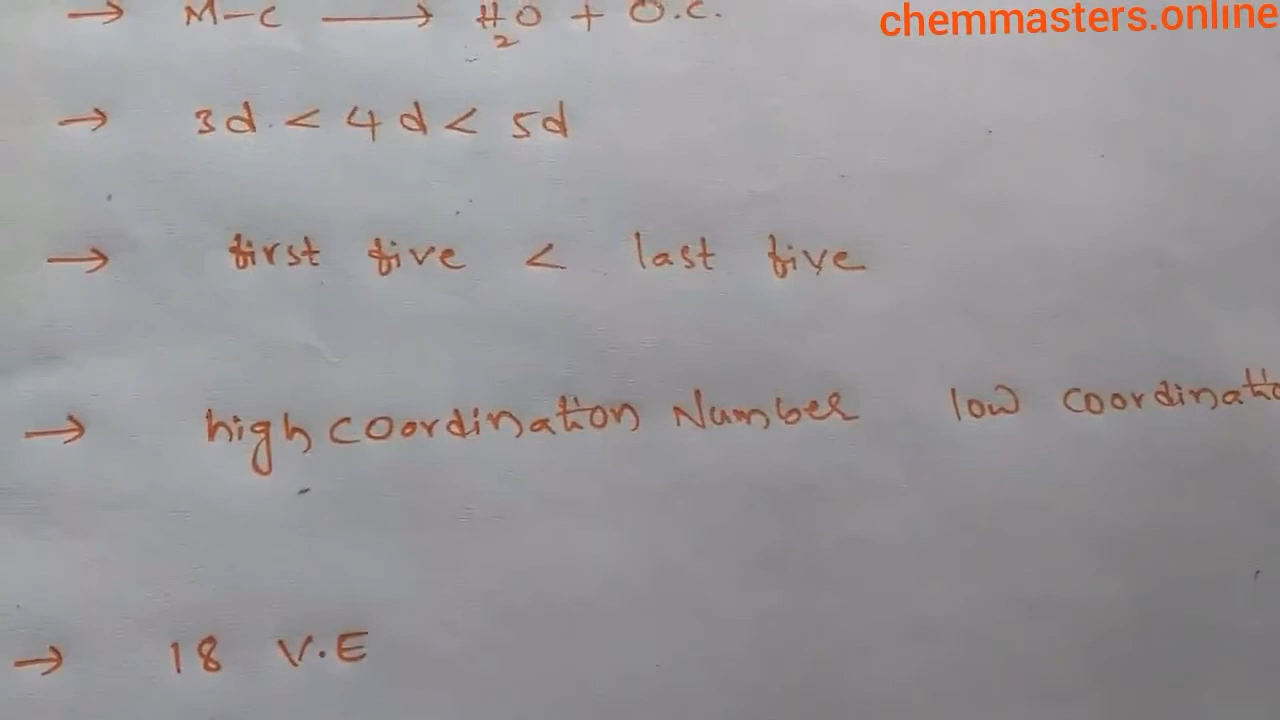 chemmasters.online
→ M-C ⟶ H2O + O.C.
→ 3d < 4d < 5d
→ first five < last five
→ high coordination Number low coordinatio
→ 18 V.E